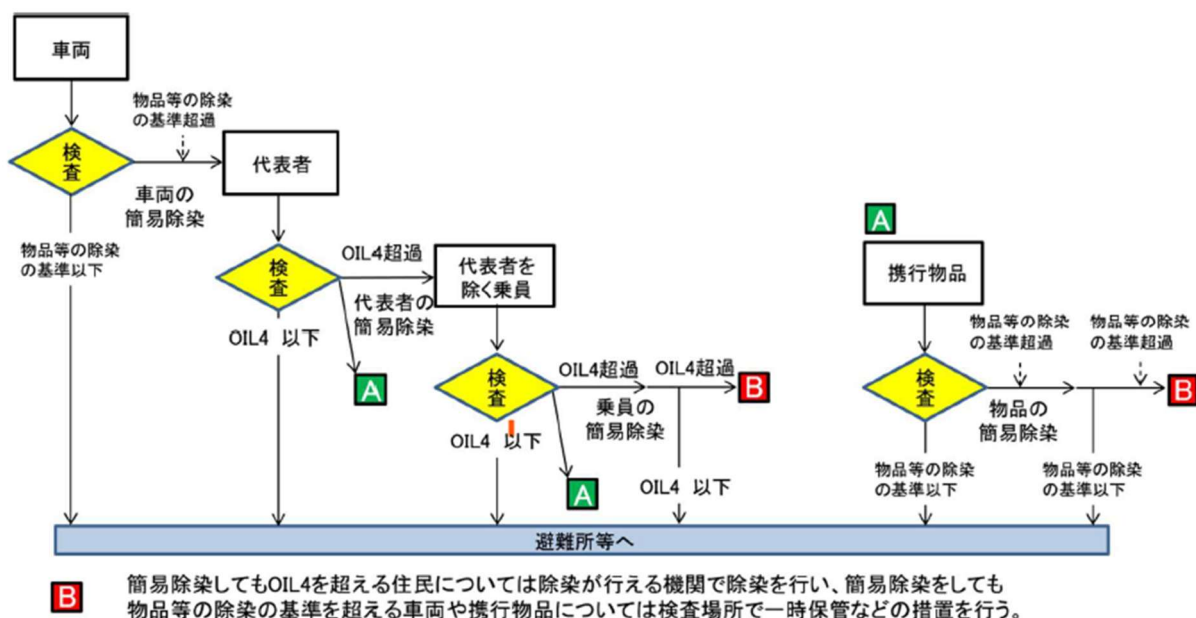 車両
物品等の除染
の基準超過
検
査
代表者
車両の
簡易除染
物品等の除染
の基準以下
検
査
OIL4超過
代表者の
簡易除染
OIL4 以下
A
代表者を
除く乗員
検
査
OIL4超過
OIL4超過
B
乗員の
簡易除染
OIL4 以下
A
OIL4 以下
A
携行物品
物品等の除染
の基準超過
物品等の除染
の基準超過
検
査
B
物品の
簡易除染
物品等の除染
の基準以下
物品等の除染
の基準以下
避難所等へ
B 簡易除染してもOIL4を超える住民については除染が行える機関で除染を行い、簡易除染をしても
物品等の除染の基準を超える車両や携行物品については検査場所で一時保管などの措置を行う。